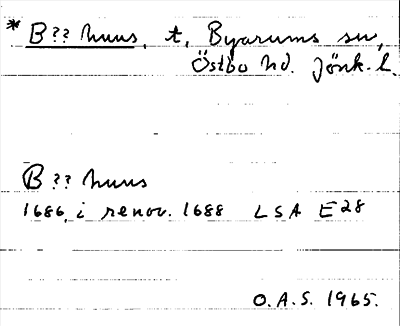 * B?? huus, t, Byarums sn,
Östbo hd. Jönk. l.
B?? huus
1686 i renov. 1688 LSA E28
O.A.S. 1965.